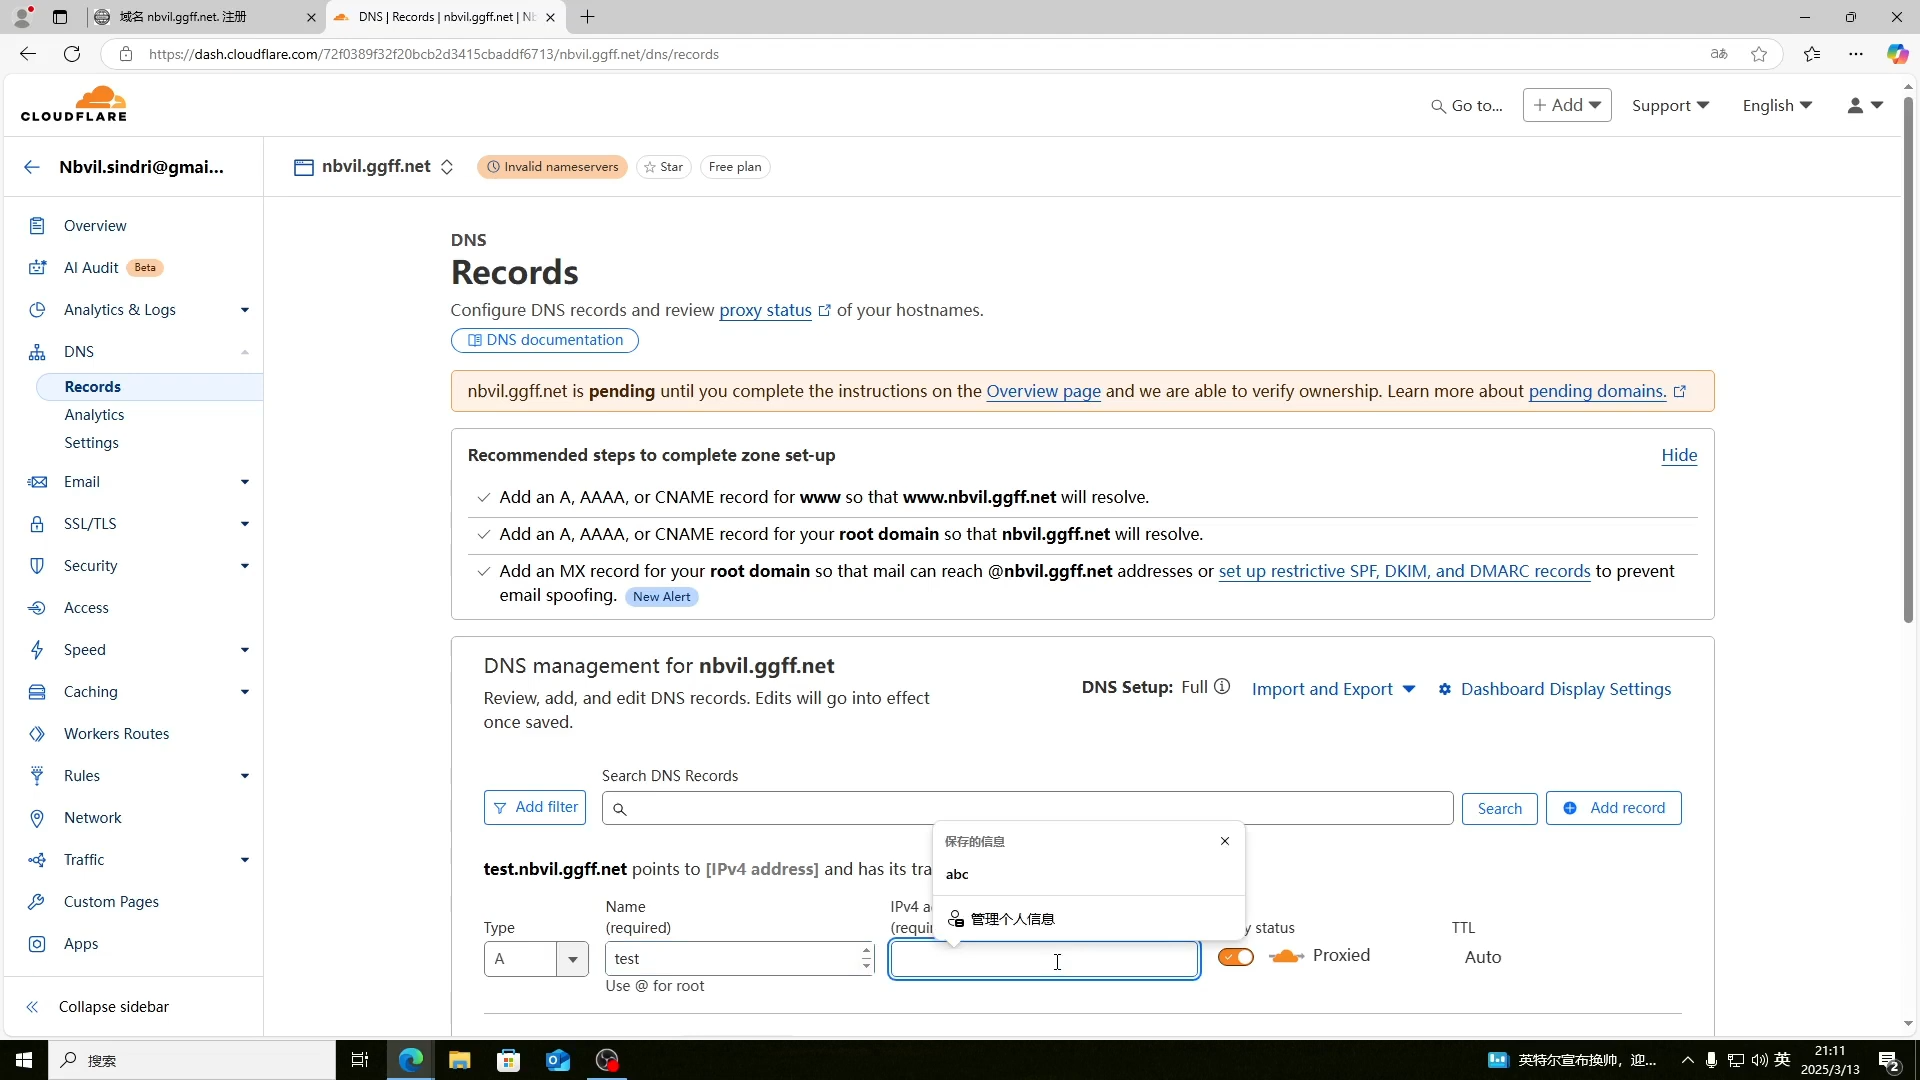 域名 nbvil.ggff.net. 注册
DNS | Records | nbvil.ggff.net | Nb
https://dash.cloudflare.com/72f0389f32f20bcb2d3415cbaddf6713/nbvil.ggff.net/dns/records
CLOUDFLARE
Go to...
Add
Support
English
Nbvil.sindri@gmai...
nbvil.ggff.net
Invalid nameservers
Star
Free plan
Overview
AI Audit Beta
Analytics & Logs
DNS
Records
Analytics
Settings
Email
SSL/TLS
Security
Access
Speed
Caching
Workers Routes
Rules
Network
Traffic
Custom Pages
Apps
Collapse sidebar
DNS
Records
Configure DNS records and review proxy status of your hostnames.
DNS documentation
nbvil.ggff.net is pending until you complete the instructions on the Overview page and we are able to verify ownership. Learn more about pending domains.
Recommended steps to complete zone set-up
Hide
Add an A, AAAA, or CNAME record for www so that www.nbvil.ggff.net will resolve.
Add an A, AAAA, or CNAME record for your root domain so that nbvil.ggff.net will resolve.
Add an MX record for your root domain so that mail can reach @nbvil.ggff.net addresses or set up restrictive SPF, DKIM, and DMARC records to prevent
email spoofing. New Alert
DNS management for nbvil.ggff.net
Review, add, and edit DNS records. Edits will go into effect
once saved.
DNS Setup: Full
Import and Export
Dashboard Display Settings
Search DNS Records
Add filter
Search
Add record
保存的信息
abc
管理个人信息
test.nbvil.ggff.net points to [IPv4 address] and has its tra
Type
Name
(required)
IPv4 a
(requi
y status
TTL
A
test
Proxied
Auto
Use @ for root
搜索
英特尔宣布换帅，迎...
英
21:11
2025/3/13
2